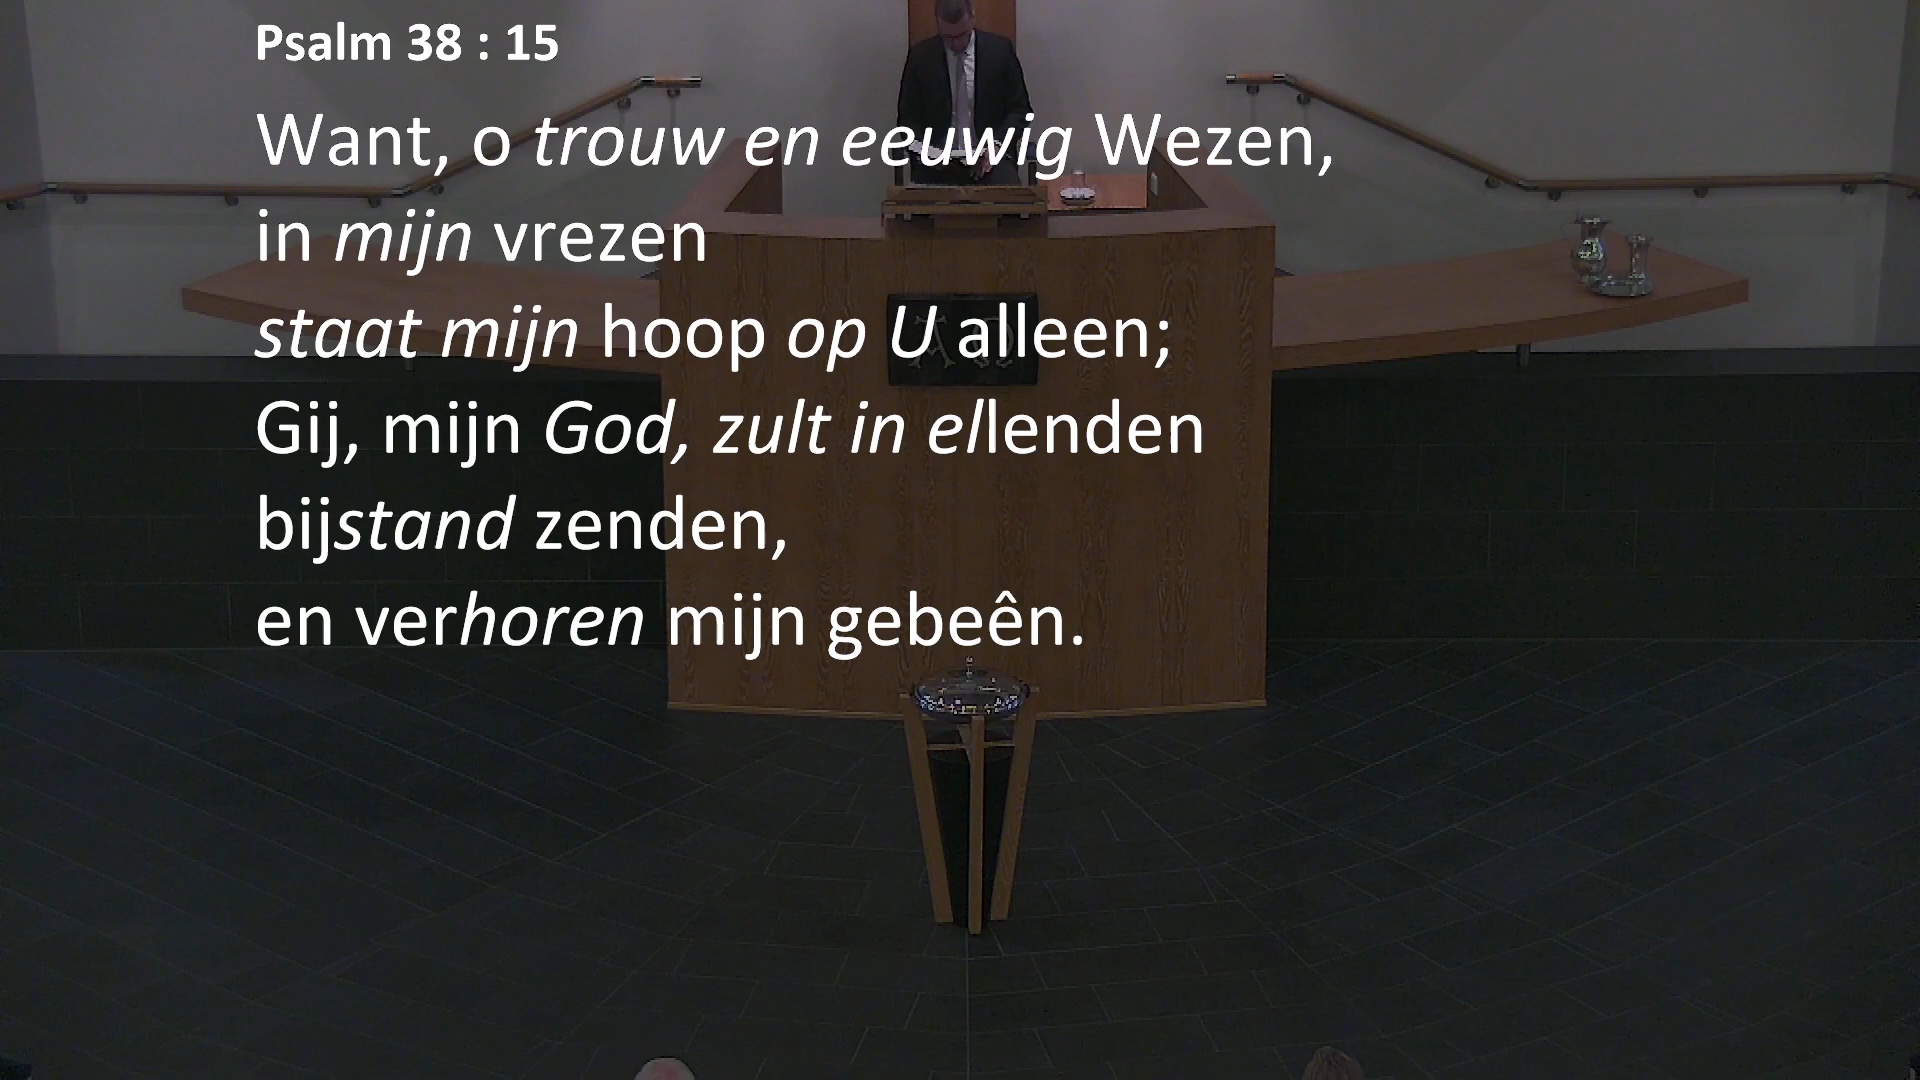 Psalm 38 : 15
Want, o trouw en eeuwig Wezen,
in mijn vrezen
staat mijn hoop op U alleen;
Gij, mijn God, zult in ellenden
bijstand zenden,
en verhoren mijn gebeên.
Α Ω